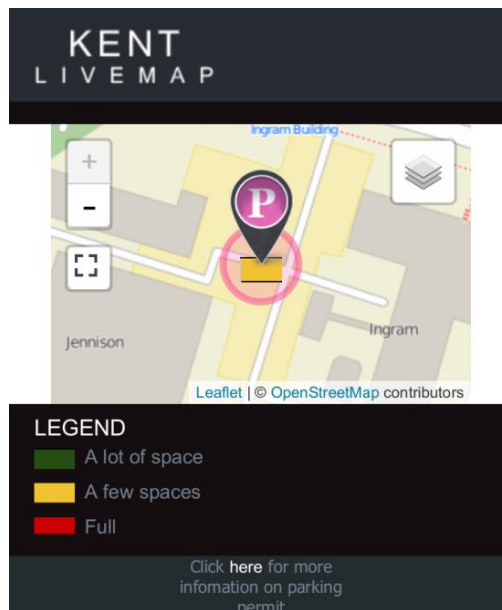 KENT
LIVEMAP
Ingram Building
+
P
-
Jennison
Ingram
Leaflet | © OpenStreetMap contributors
LEGEND
A lot of space
A few spaces
Full
Click here for more
infomation on parking
permit